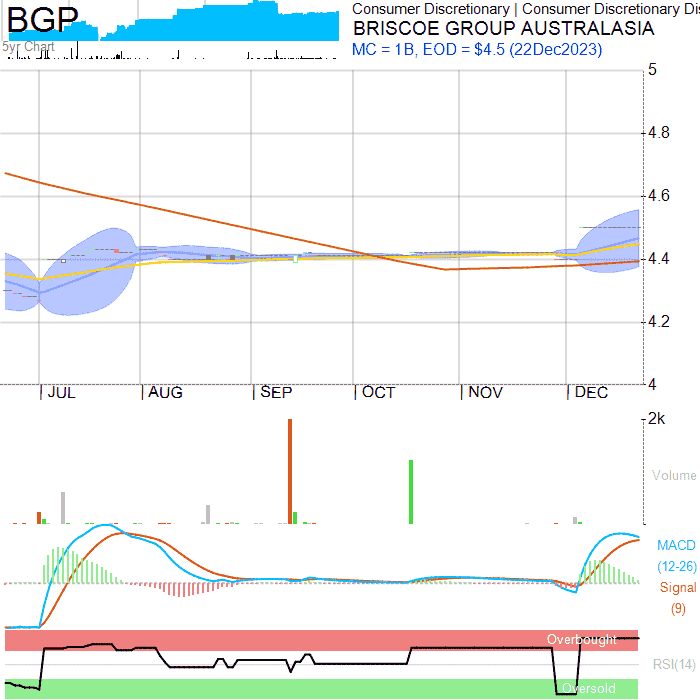 BGP
5yr Chart
Consumer Discretionary | Consumer Discretionary Dis
BRISCOE GROUP AUSTRALASIA
MC = 1B, EOD = $4.5 (22Dec2023)
5
4.8
4.6
4.4
4.2
4
JUL AUG SEP OCT NOV DEC
2k
Volume
MACD
(12-26)
Signal
(9)
Overbought
RSI(14)
Oversold